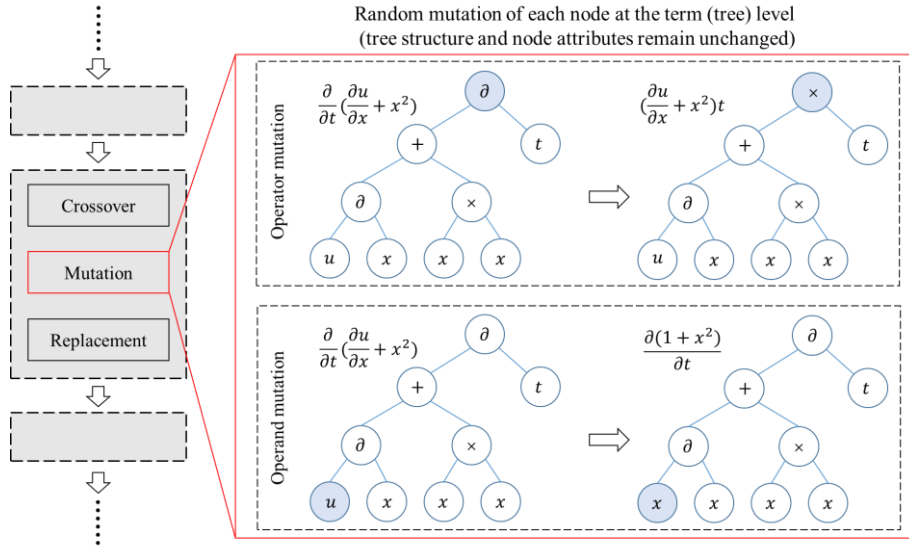 Random mutation of each node at the term (tree) level
(tree structure and node attributes remain unchanged)
Crossover
Mutation
Replacement
Operator mutation
∂/∂t(∂u/∂x + x²)
∂
+
t
∂
×
u
x
x
x
(∂u/∂x + x²)t
×
+
t
∂
×
u
x
x
x
Operand mutation
∂/∂t(∂u/∂x + x²)
∂
+
t
∂
×
u
x
x
x
∂(1 + x²)/∂t
∂
+
t
∂
×
x
x
x
x